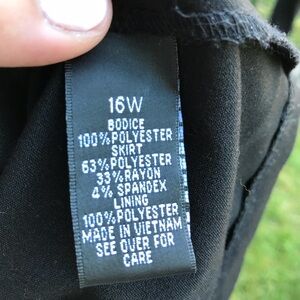 16W
BODICE
100%POLYESTER
SKIRT
63%POLYESTER
33%RAYON
4% SPANDEX
LINING
100%POLYESTER
MADE IN VIETNAM
SEE OVER FOR
CARE